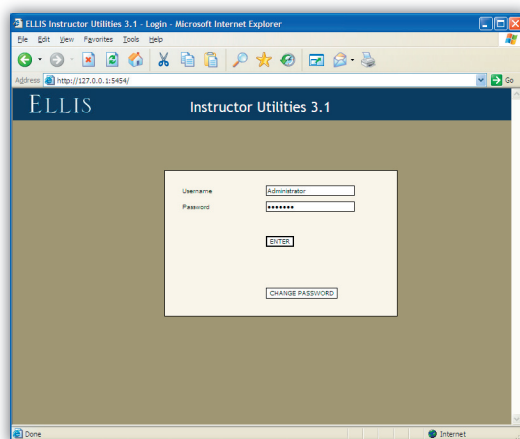 ELLIS Instructor Utilities 3.1 - Login - Microsoft Internet Explorer
File Edit View Favorites Tools Help
Address http://127.0.0.1:5454/ Go
ELLIS Instructor Utilities 3.1
Username Administrator
Password •••••••
ENTER
CHANGE PASSWORD
Done Internet